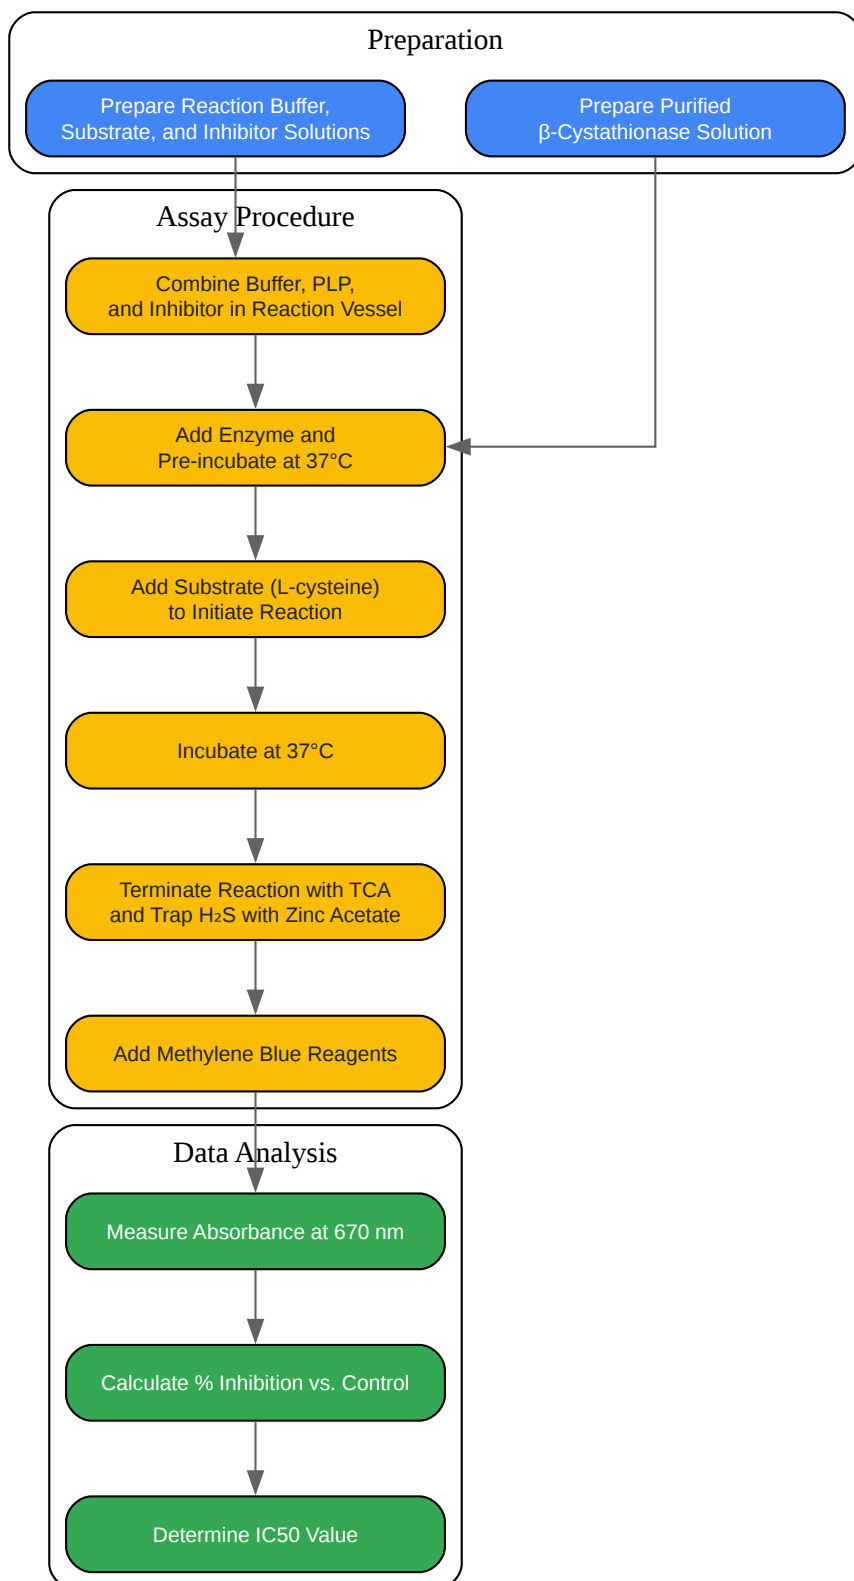 Preparation
Prepare Reaction Buffer,
Substrate, and Inhibitor Solutions
Prepare Purified
β-Cystathionase Solution
Assay Procedure
Combine Buffer, PLP,
and Inhibitor in Reaction Vessel
Add Enzyme and
Pre-incubate at 37°C
Add Substrate (L-cysteine)
to Initiate Reaction
Incubate at 37°C
Terminate Reaction with TCA
and Trap H₂S with Zinc Acetate
Add Methylene Blue Reagents
Data Analysis
Measure Absorbance at 670 nm
Calculate % Inhibition vs. Control
Determine IC50 Value